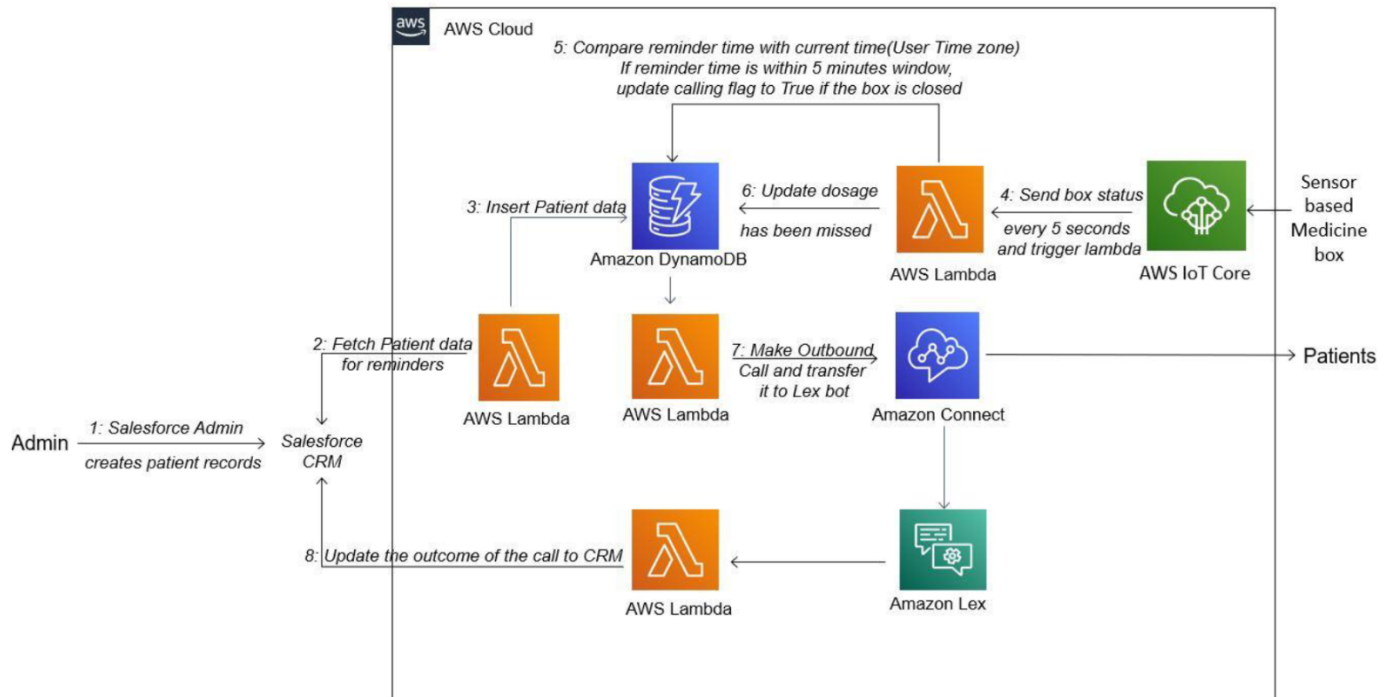 aws
AWS Cloud
5: Compare reminder time with current time(User Time zone)
If reminder time is within 5 minutes window,
update calling flag to True if the box is closed
3: Insert Patient data
Amazon DynamoDB
6: Update dosage
has been missed
AWS Lambda
4: Send box status
every 5 seconds
and trigger lambda
AWS IoT Core
Sensor
based
Medicine
box
2: Fetch Patient data
for reminders
AWS Lambda
AWS Lambda
7: Make Outbound
Call and transfer
it to Lex bot
Amazon Connect
Patients
Admin
1: Salesforce Admin
creates patient records
Salesforce
CRM
8: Update the outcome of the call to CRM
AWS Lambda
Amazon Lex